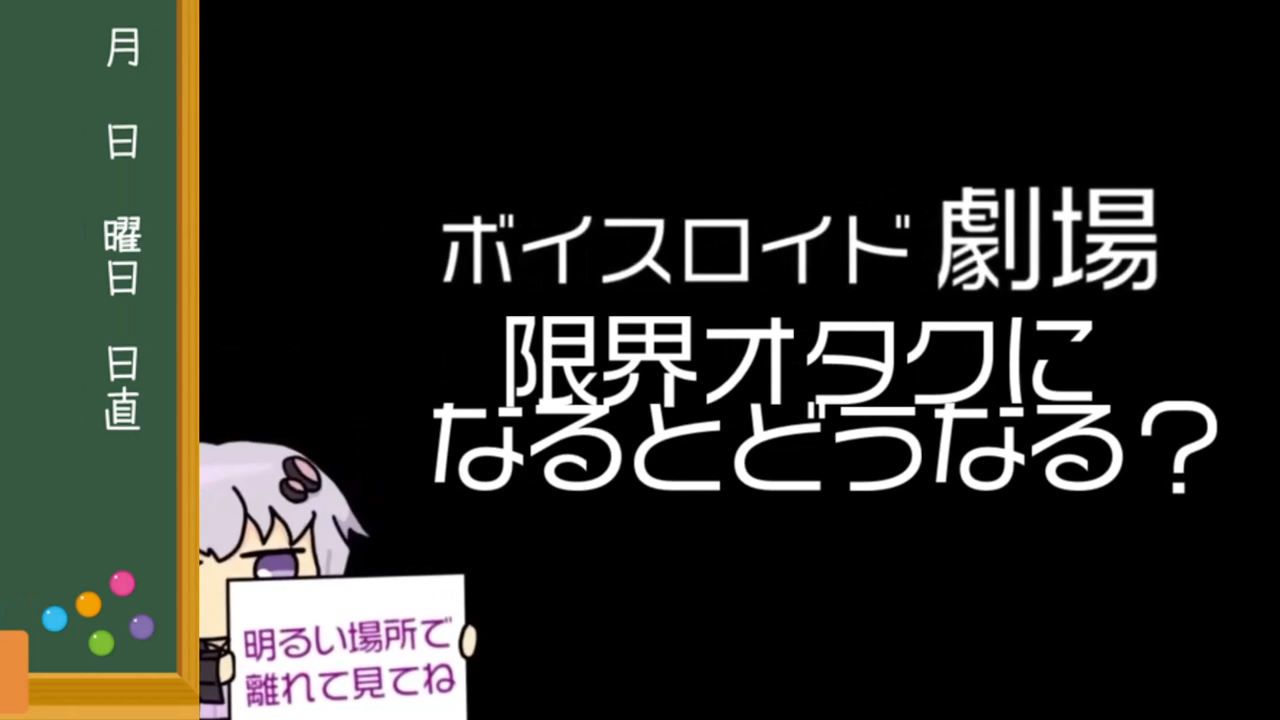 月 日 曜日 日直
ボイスロイド 劇場
限界オタクに
なるとどうなる？
明るい場所で
離れて見てね